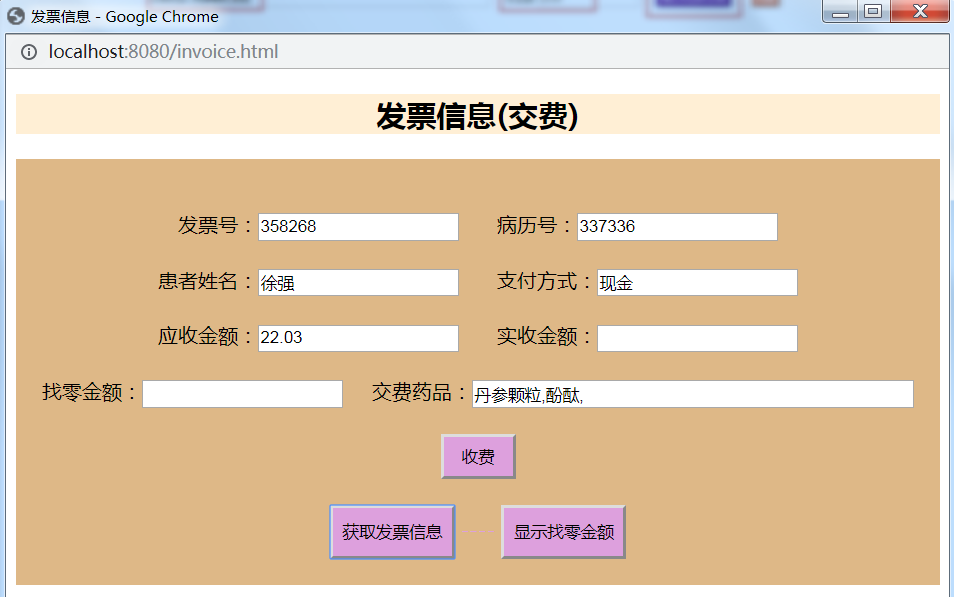 发票信息 - Google Chrome
localhost:8080/invoice.html
发票信息(交费)
发票号：358268 病历号：337336
患者姓名：徐强 支付方式：现金
应收金额：22.03 实收金额：
找零金额： 交费药品：丹参颗粒,酚酞,
收费
获取发票信息 显示找零金额